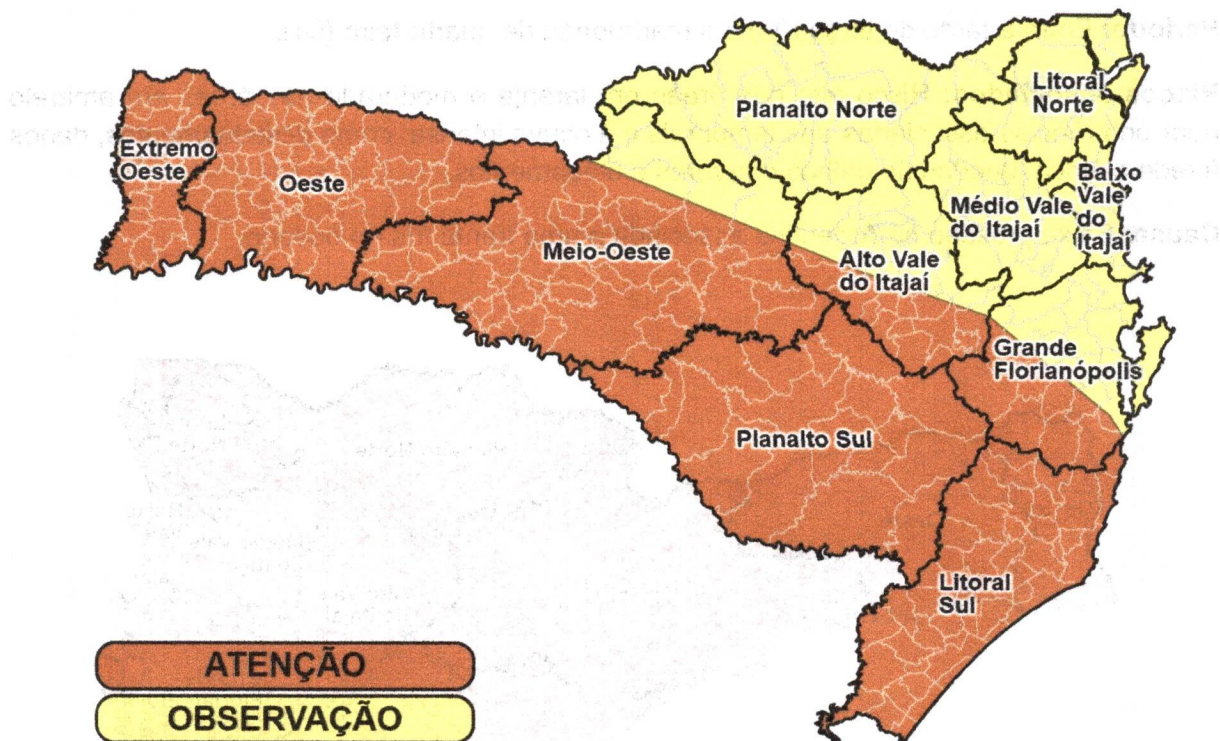 Planalto Norte
Litoral
Norte
Extremo
Oeste
Oeste
Baixo
Vale
do
Itajaí
Médio Vale
do Itajaí
Meio-Oeste
Alto Vale
do Itajaí
Grande
Florianópolis
Planalto Sul
Litoral
Sul
ATENÇÃO
OBSERVAÇÃO